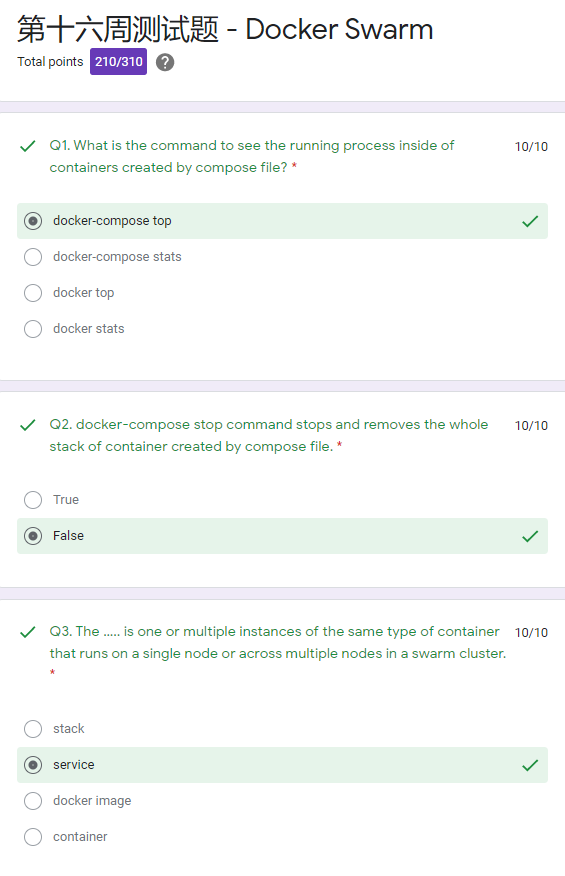 第十六周测试题 - Docker Swarm
Total points 210/310 ?
Q1. What is the command to see the running process inside of 10/10
containers created by compose file? *
docker-compose top
docker-compose stats
docker top
docker stats
Q2. docker-compose stop command stops and removes the whole 10/10
stack of container created by compose file. *
True
False
Q3. The ..... is one or multiple instances of the same type of container 10/10
that runs on a single node or across multiple nodes in a swarm cluster.
*
stack
service
docker image
container